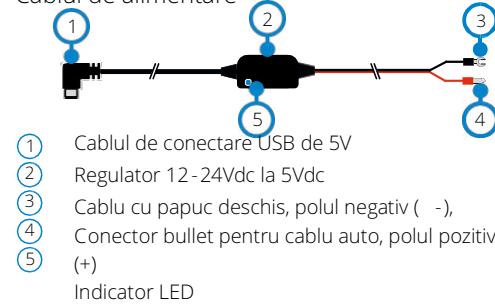 Cablul de alimentare
1
2
3
5
4
1 Cablul de conectare USB de 5V
2 Regulator 12-24Vdc la 5Vdc
3 Cablu cu papuc deschis, polul negativ ( -),
4 Conector bullet pentru cablu auto, polul pozitiv
5 (+)
Indicator LED